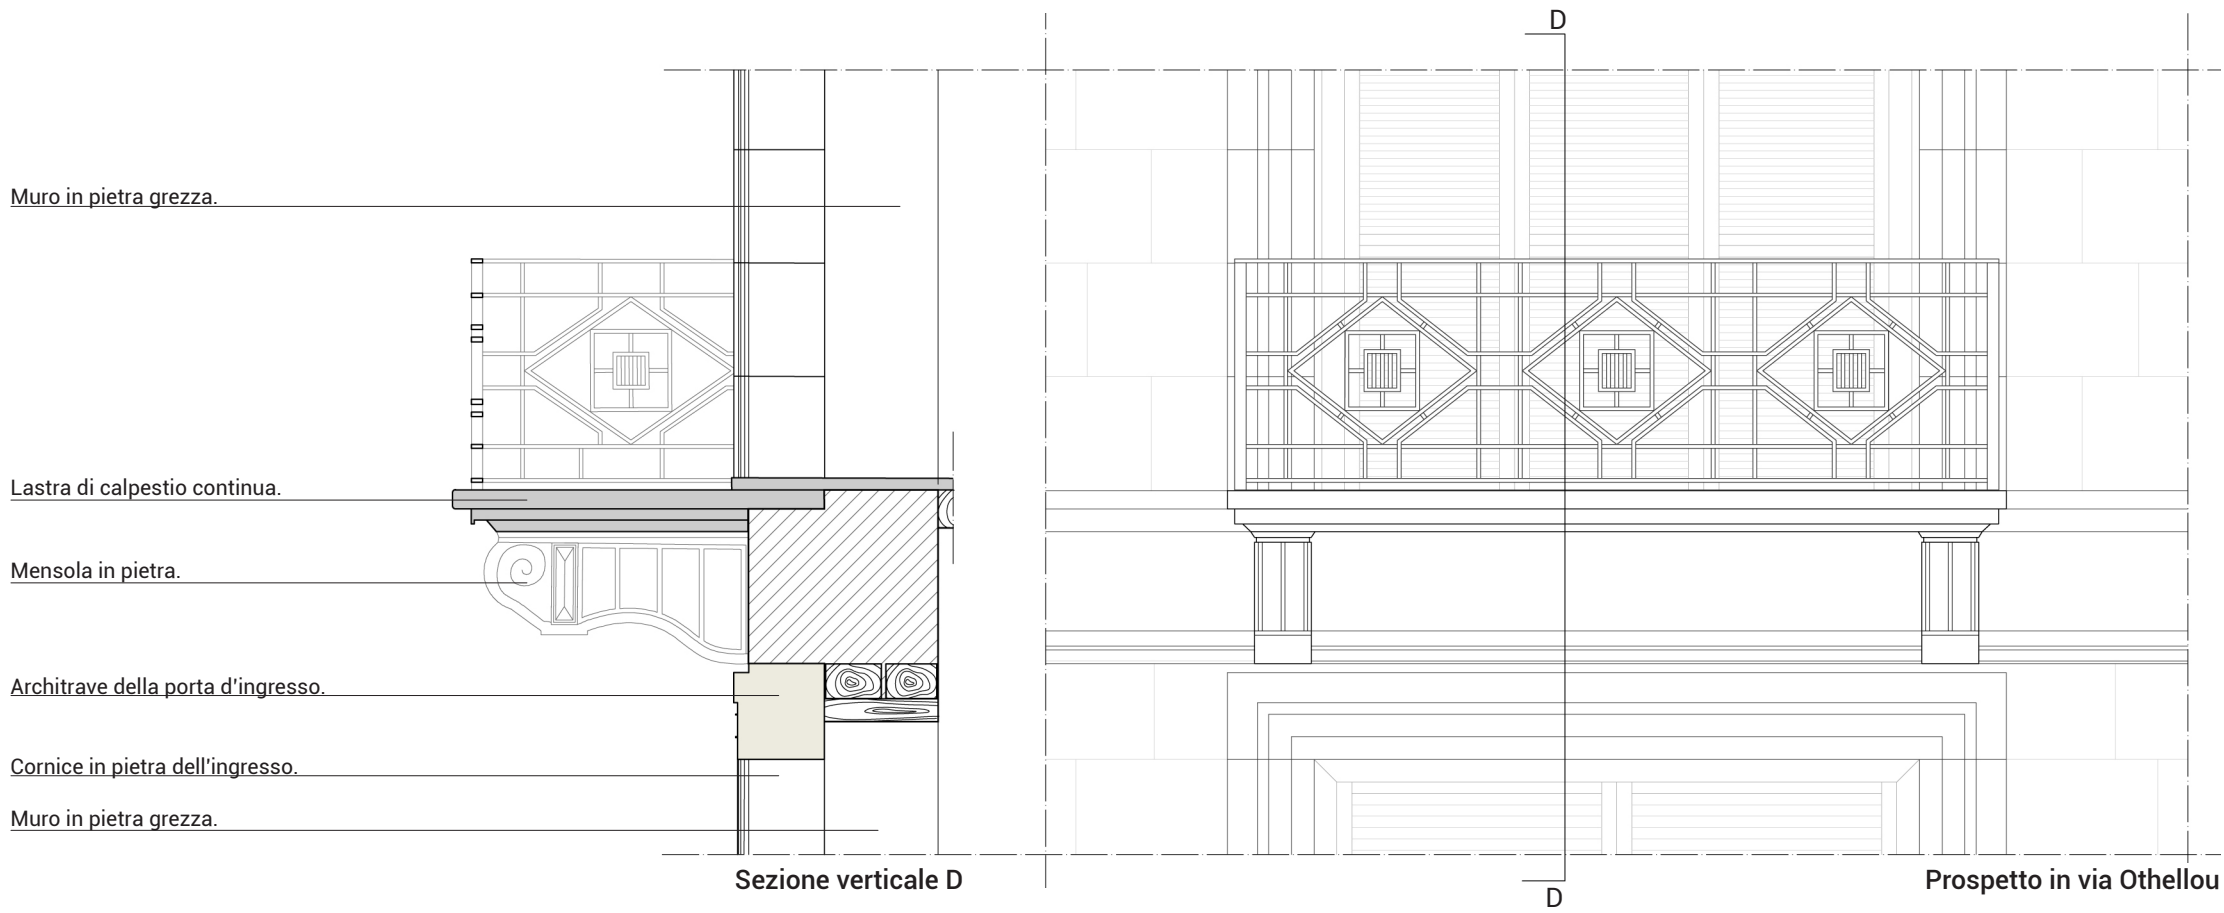 D
Muro in pietra grezza.
Lastra di calpestio continua.
Mensola in pietra.
Architrave della porta d'ingresso.
Cornice in pietra dell'ingresso.
Muro in pietra grezza.
Sezione verticale D
D
Prospetto in via Othellou